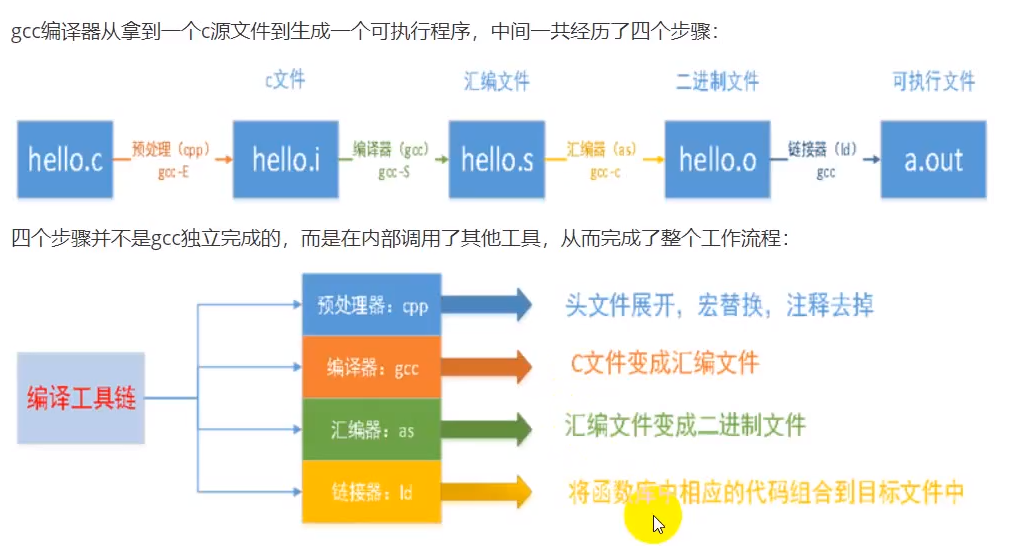 gcc编译器从拿到一个c源文件到生成一个可执行程序，中间一共经历了四个步骤：
c文件 汇编文件 二进制文件 可执行文件
hello.c 预处理（cpp） hello.i 编译器（gcc） hello.s 汇编器（as） hello.o 链接器（ld） a.out
gcc-E gcc-S gcc-c gcc
四个步骤并不是gcc独立完成的，而是在内部调用了其他工具，从而完成了整个工作流程：
编译工具链
预处理器：cpp 头文件展开，宏替换，注释去掉
编译器：gcc C文件变成汇编文件
汇编器：as 汇编文件变成二进制文件
链接器：ld 将函数库中相应的代码组合到目标文件中